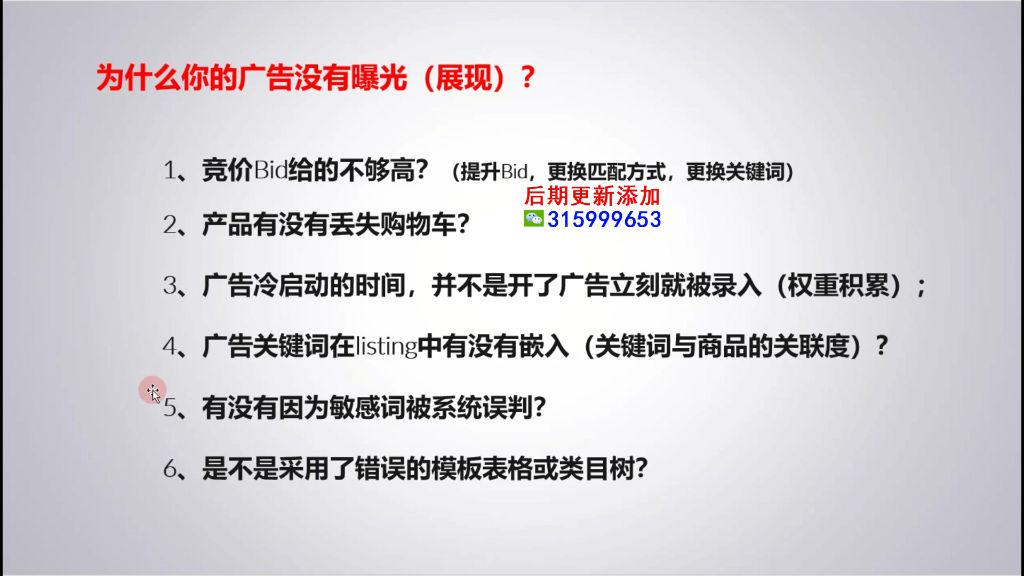 为什么你的广告没有曝光（展现）？
1、竞价Bid给的不够高？（提升Bid，更换匹配方式，更换关键词）
后期更新添加
315999653
2、产品有没有丢失购物车？
3、广告冷启动的时间，并不是开了广告立刻就被录入（权重积累）；
4、广告关键词在listing中有没有嵌入（关键词与商品的关联度）？
5、有没有因为敏感词被系统误判？
6、是不是采用了错误的模板表格或类目树？